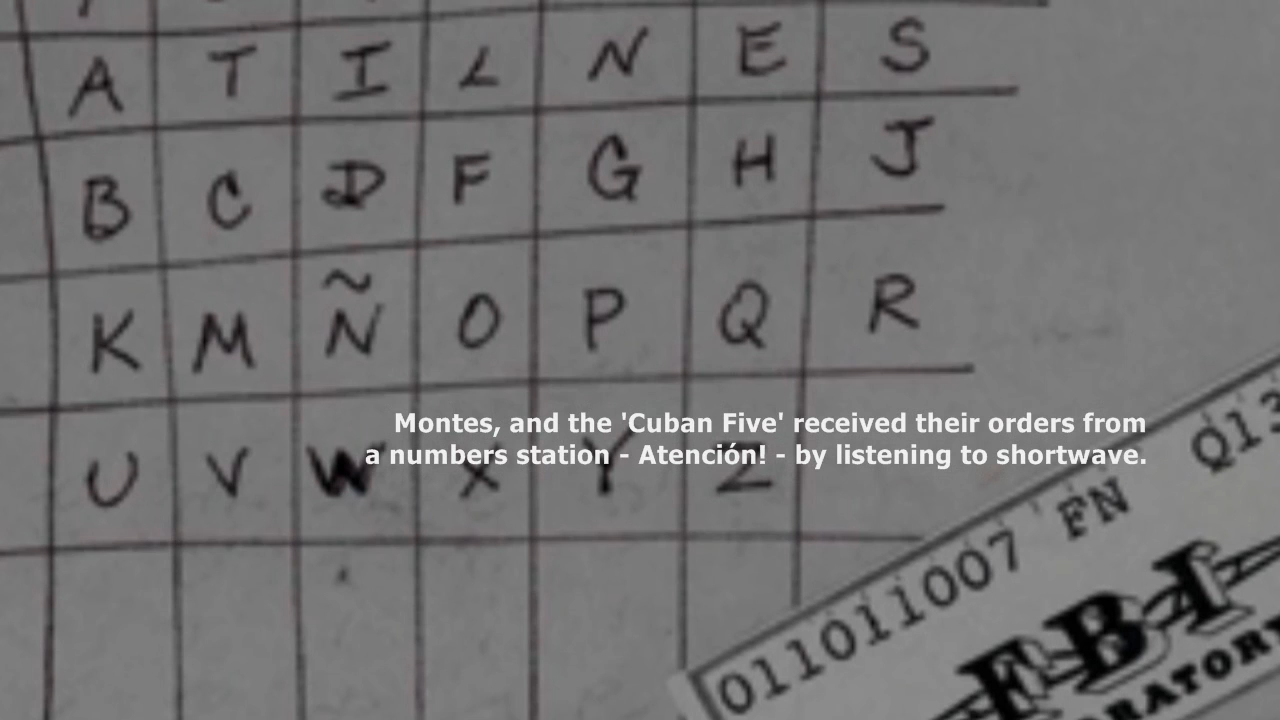 A T I L N E S
B C D F G H J
K M Ñ O P Q R
Montes, and the 'Cuban Five' received their orders from
a numbers station - Atención! - by listening to shortwave.
U V W X Y Z
011011007 FN Q13
FBI